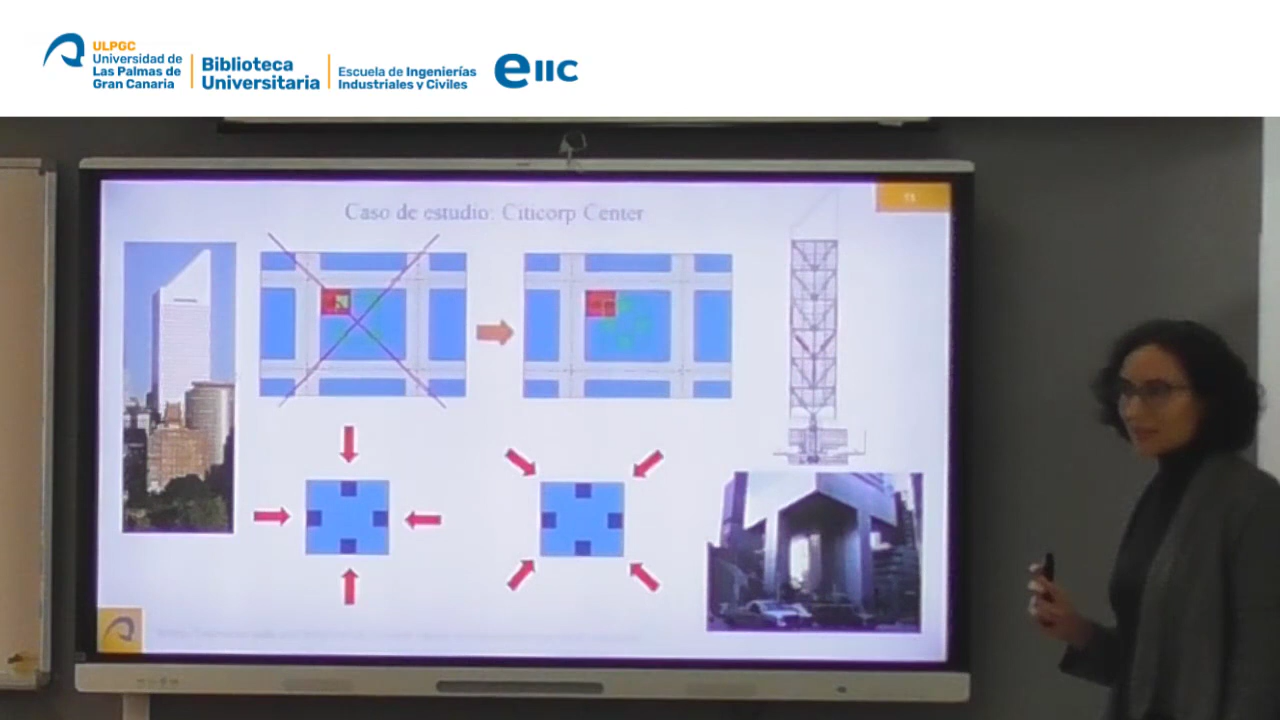 ULPGC
Universidad de
Las Palmas de
Gran Canaria
Biblioteca
Universitaria
Escuela de Ingenierías
Industriales y Civiles
eiic
Caso de estudio: Citicorp Center